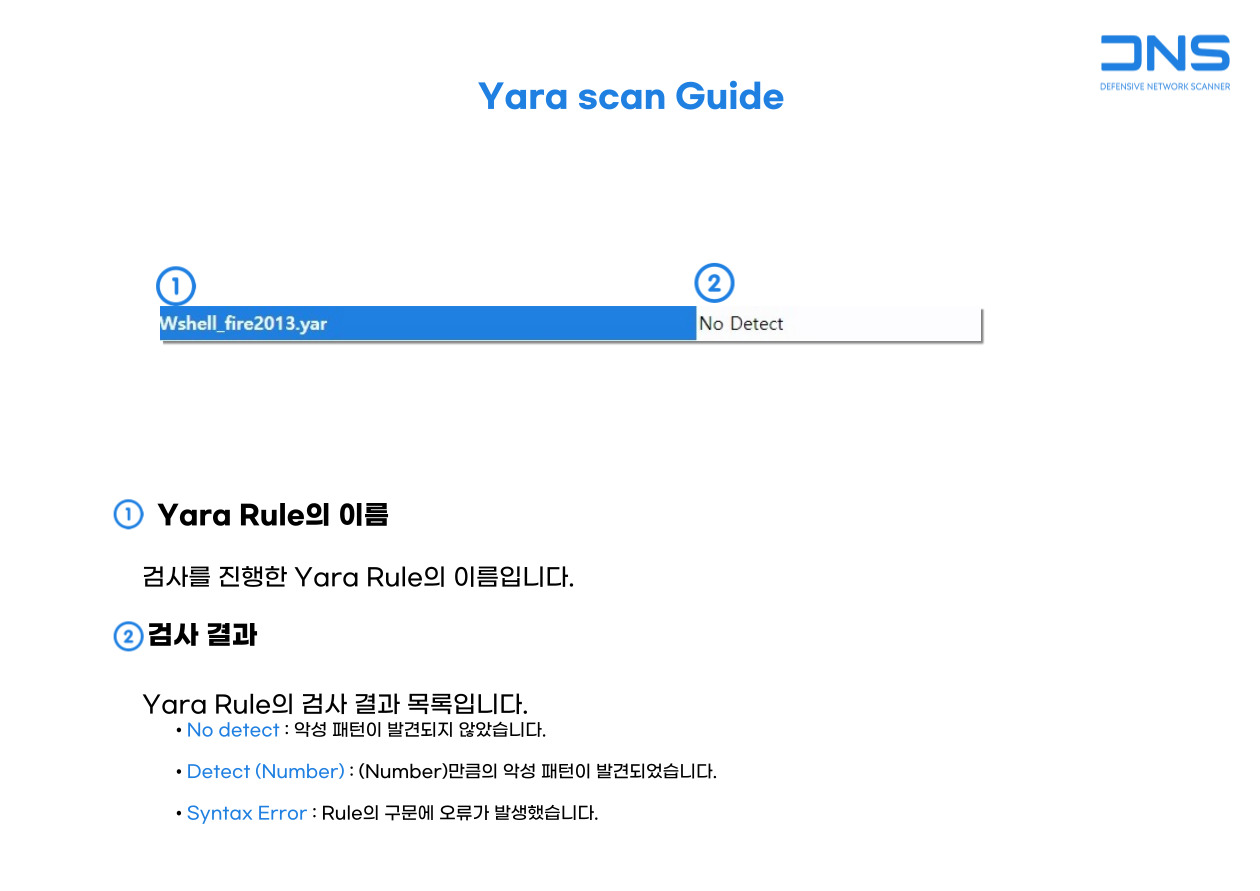 DNS
DEFENSIVE NETWORK SCANNER
Yara scan Guide
1
2
Wshell_fire2013.yar No Detect
1 Yara Rule의 이름
검사를 진행한 Yara Rule의 이름입니다.
2 검사 결과
Yara Rule의 검사 결과 목록입니다.
• No detect : 악성 패턴이 발견되지 않았습니다.
• Detect (Number) : (Number)만큼의 악성 패턴이 발견되었습니다.
• Syntax Error : Rule의 구문에 오류가 발생했습니다.